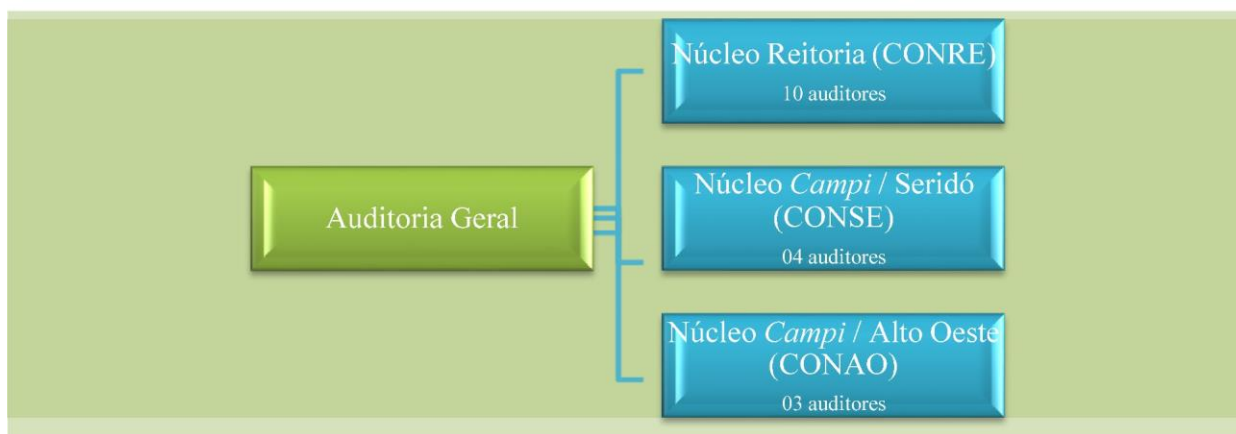 Núcleo Reitoria (CONRE)
10 auditores
Auditoria Geral
Núcleo Campi / Seridó
(CONSE)
04 auditores
Núcleo Campi / Alto Oeste
(CONAO)
03 auditores